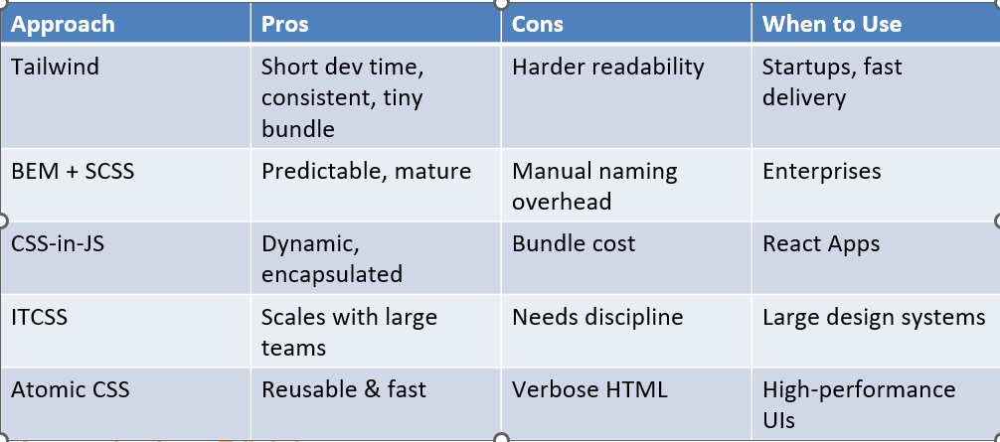 Approach Pros Cons When to Use
Tailwind Short dev time, Harder readability Startups, fast
consistent, tiny delivery
bundle
BEM + SCSS Predictable, mature Manual naming Enterprises
overhead
CSS-in-JS Dynamic, Bundle cost React Apps
encapsulated
ITCSS Scales with large Needs discipline Large design systems
teams
Atomic CSS Reusable & fast Verbose HTML High-performance
UIs